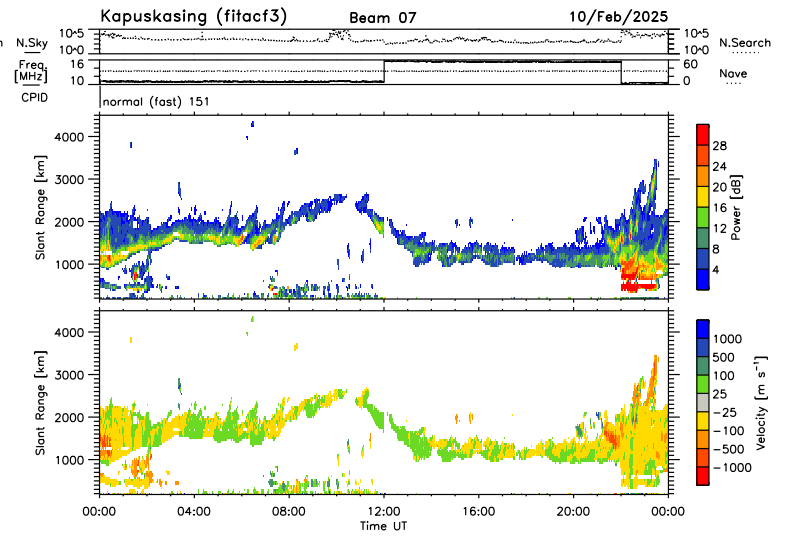 Kapuskasing (fitacf3) Beam 07 10/Feb/2025
n N.Sky 10^5 10^0 10^5 10^0 N.Search
Freq. [MHz] 16 10 60 0 Nave
CPID normal (fast) 151
Slant Range [km]
4000
3000
2000
1000
28
24
20
16
12
8
4
Power [dB]
Slant Range [km]
4000
3000
2000
1000
1000
500
100
25
-25
-100
-500
-1000
Velocity [m s^-1]
00:00 04:00 08:00 12:00 16:00 20:00 00:00
Time UT